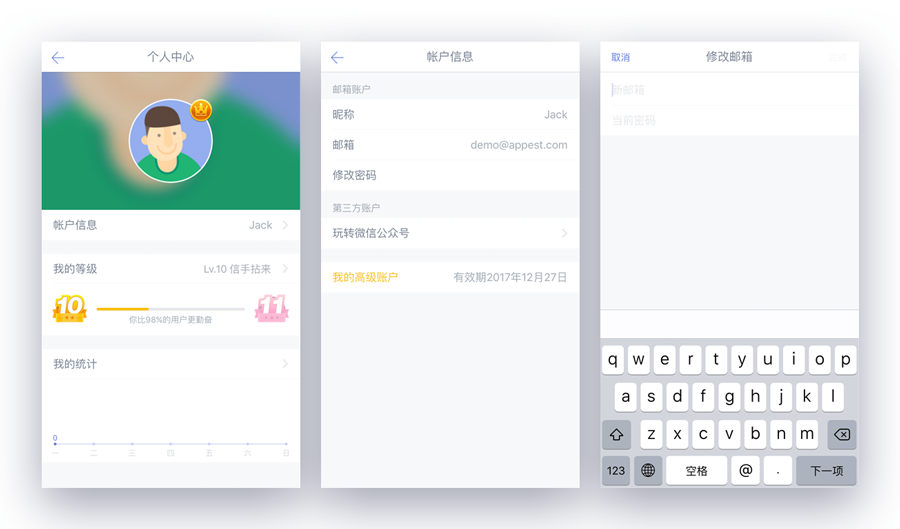 个人中心
帐户信息 Jack
我的等级 Lv.10 信手拈来
10 11
你比98%的用户更勤奋
我的统计
0
一 二 三 四 五 六 日
帐户信息
邮箱账户
昵称 Jack
邮箱 demo@appest.com
修改密码
第三方账户
玩转微信公众号
我的高级账户 有效期2017年12月27日
取消 修改邮箱
新邮箱
当前密码
q w e r t y u i o p
a s d f g h j k l
z x c v b n m
123 空格 @ . 下一项